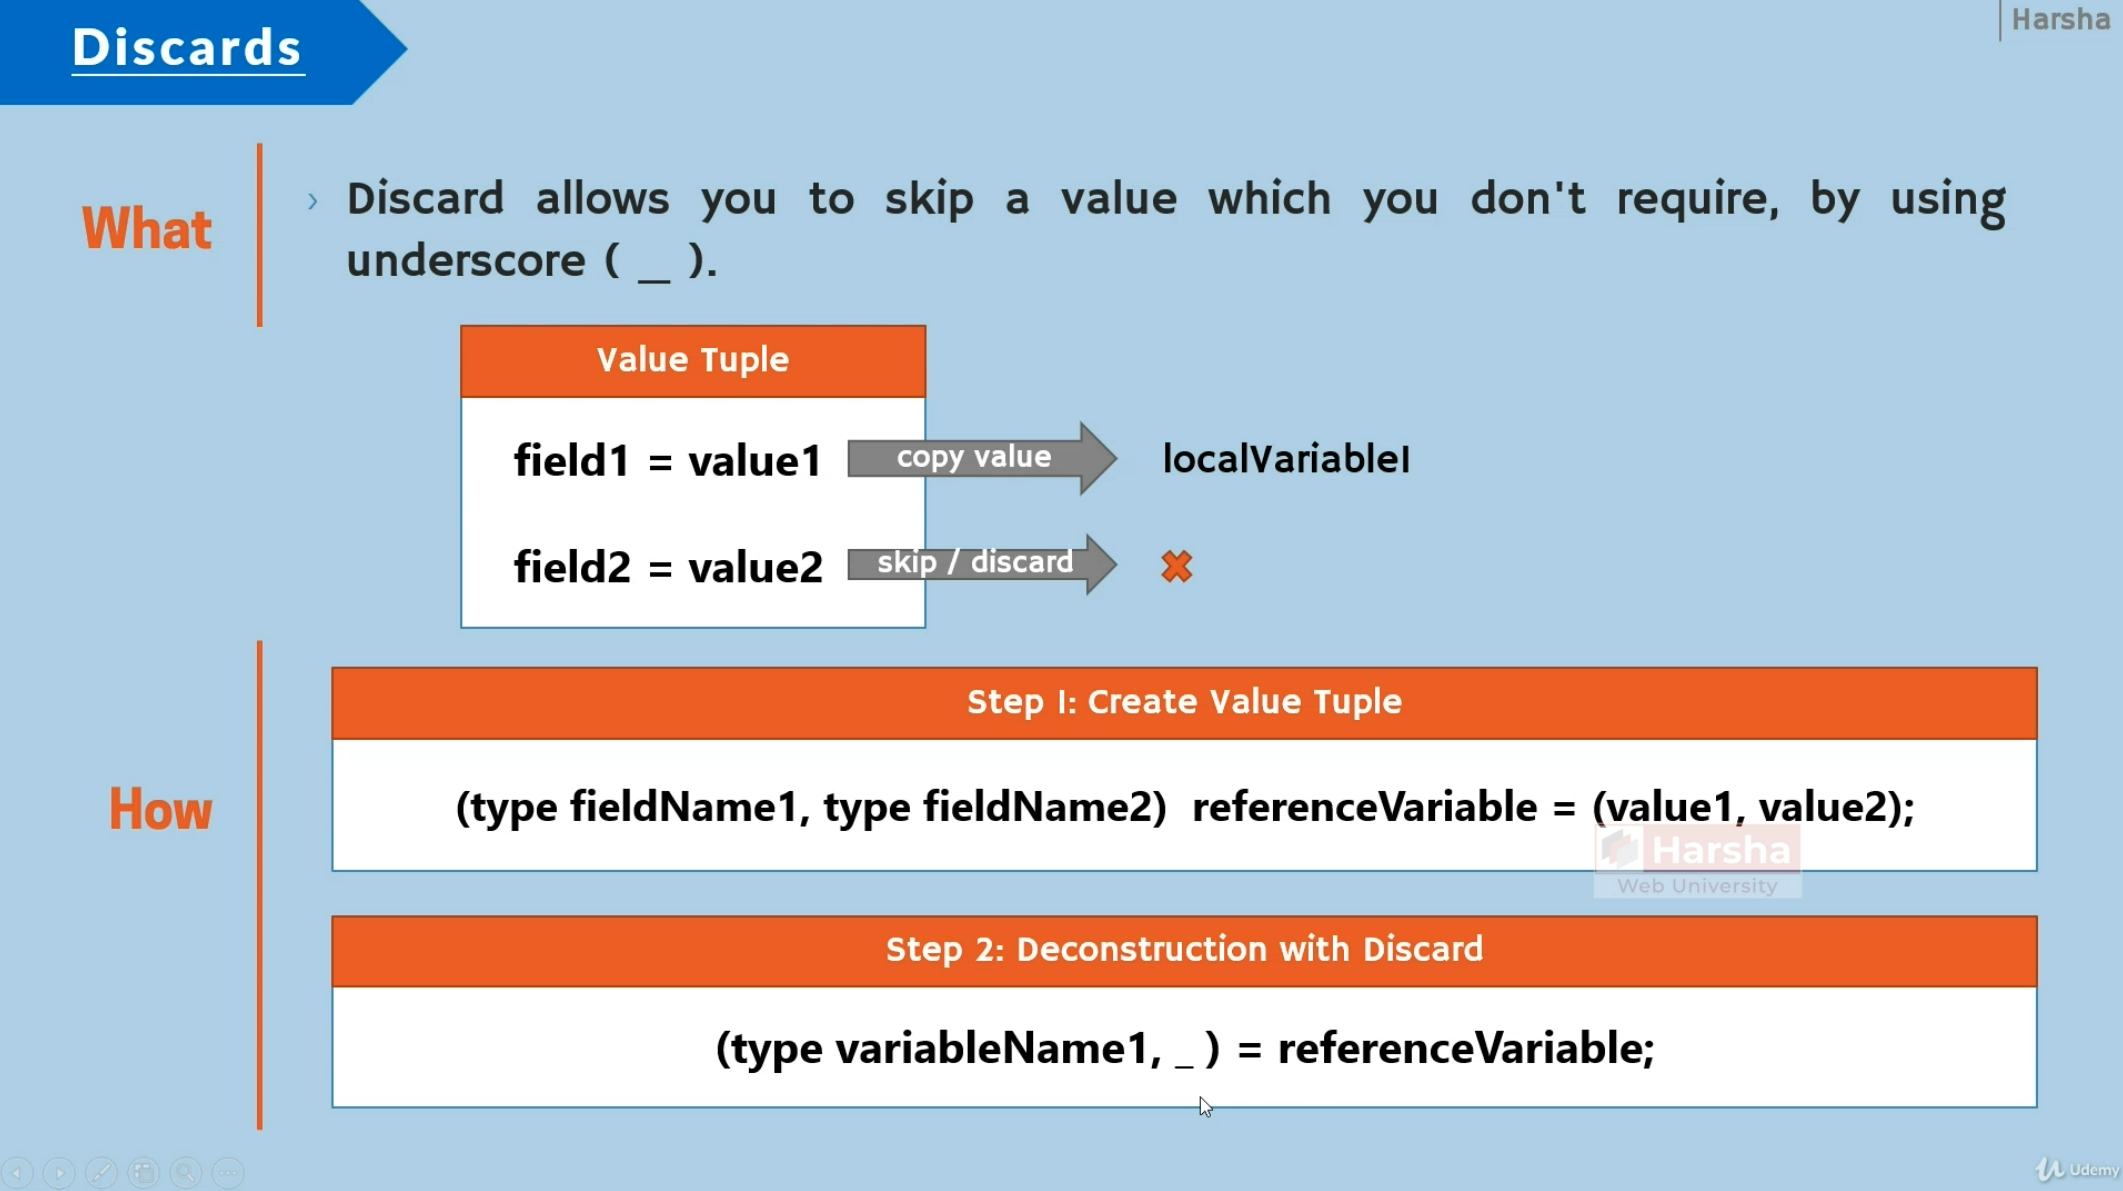 Discards
Harsha
What
› Discard allows you to skip a value which you don't require, by using
underscore ( _ ).
Value Tuple
field1 = value1
copy value
localVariable1
field2 = value2
skip / discard
How
Step 1: Create Value Tuple
(type fieldName1, type fieldName2) referenceVariable = (value1, value2);
Harsha
Web University
Step 2: Deconstruction with Discard
(type variableName1, _ ) = referenceVariable;
Udemy